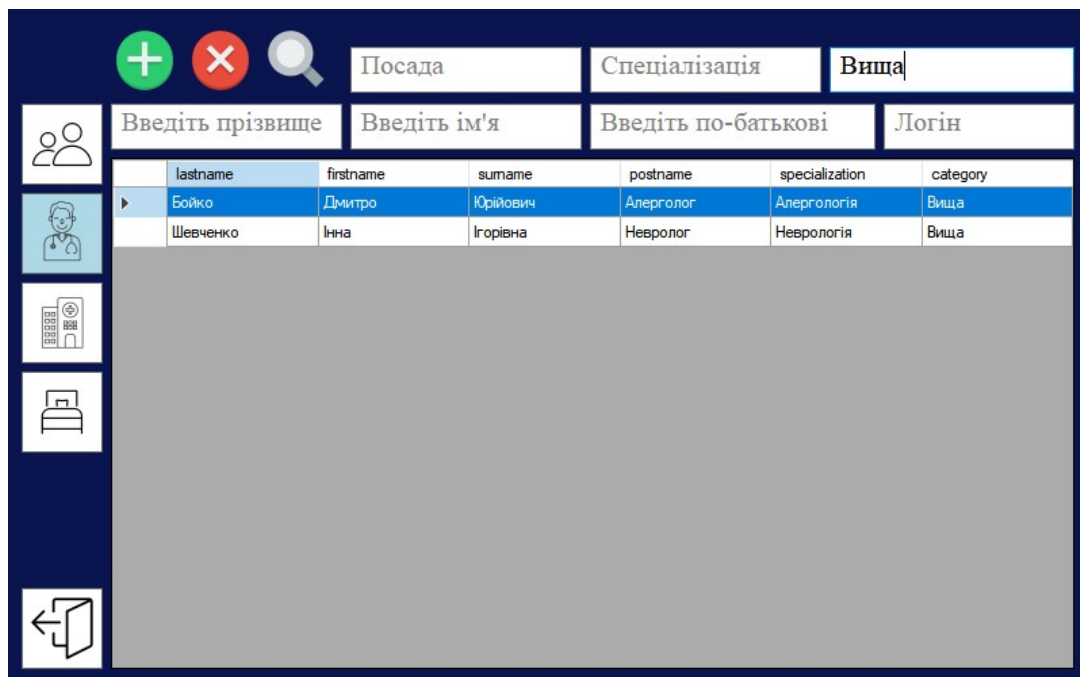 Посада Спеціалізація Вища
Введіть прізвище Введіть ім'я Введіть по-батькові Логін
lastname firstname surname postname specialization category
Бойко Дмитро Юрійович Алерголог Алергологія Вища
Шевченко Інна Ігорівна Невролог Неврологія Вища